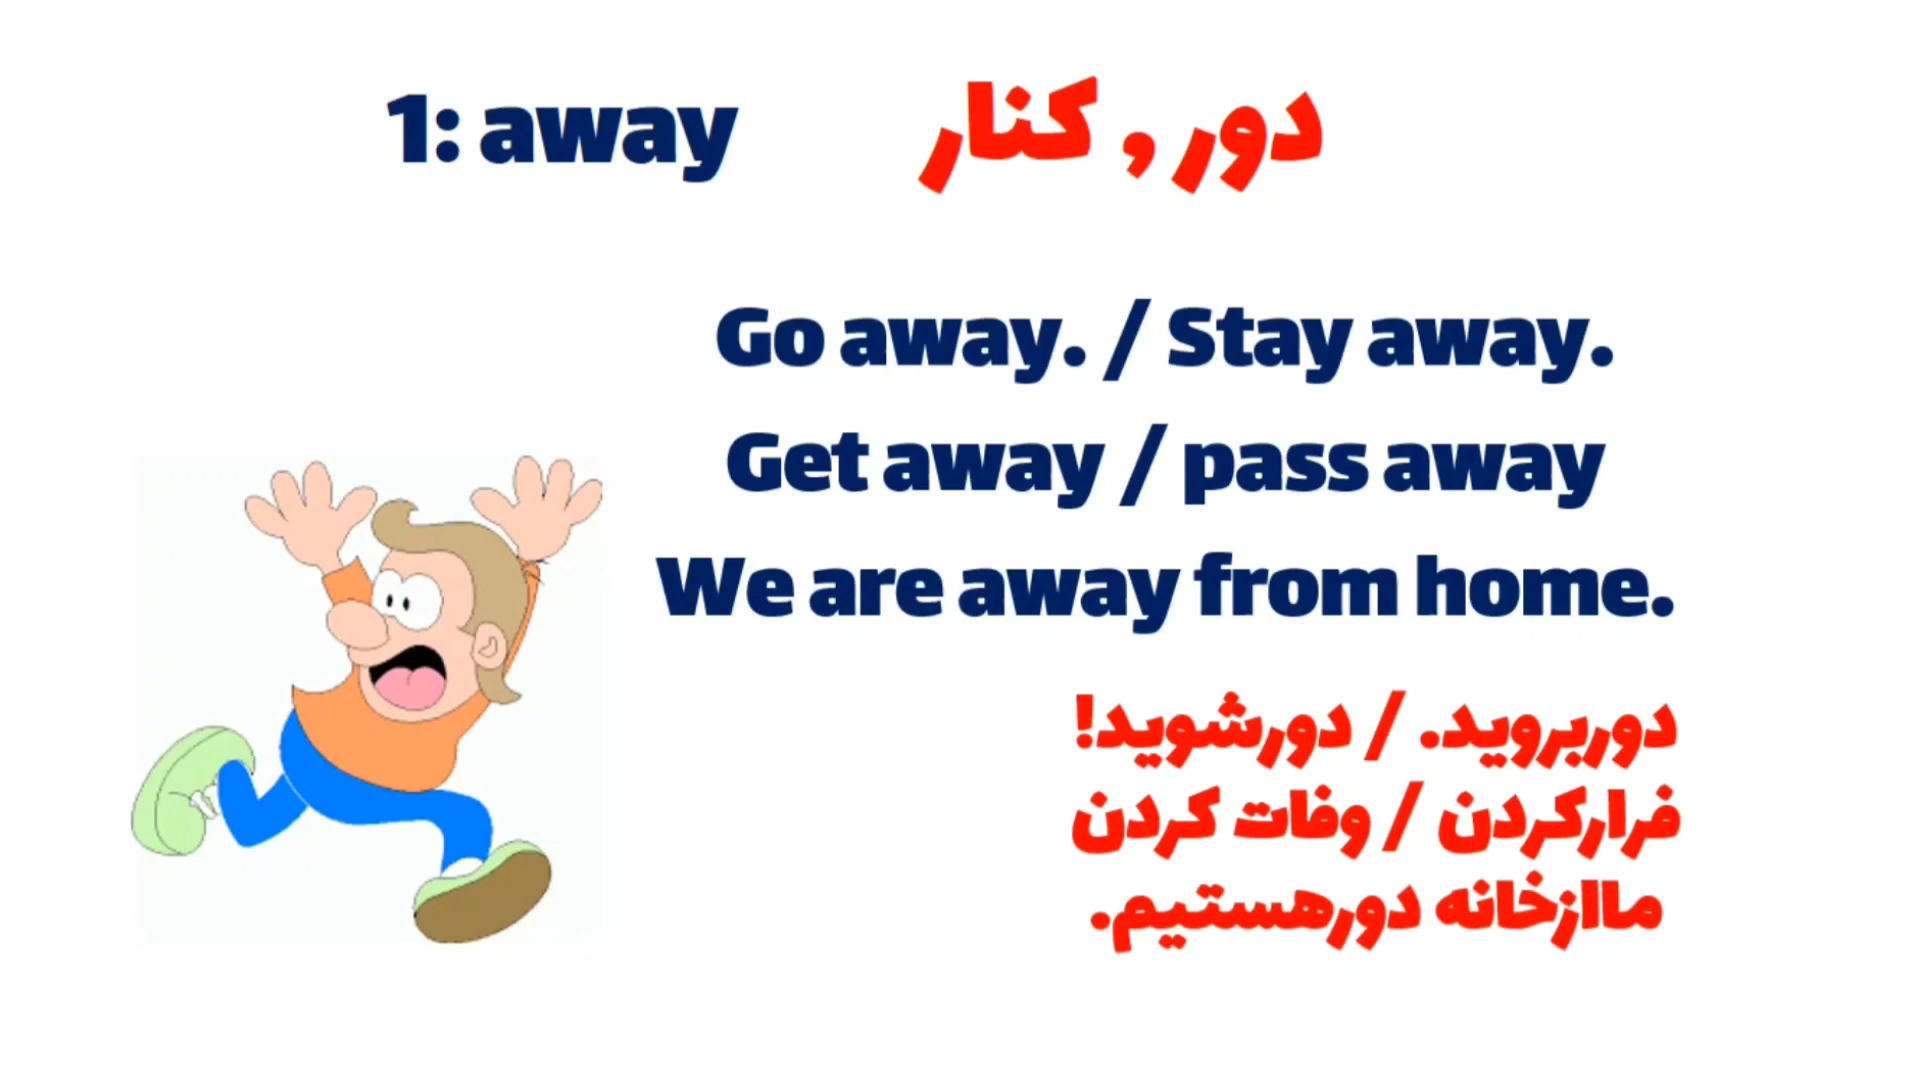 1: away دور , کنار
Go away. / Stay away.
Get away / pass away
We are away from home.
دوربروید. / دورشوید!
فرارکردن / وفات کردن
ماازخانه دورهستیم.